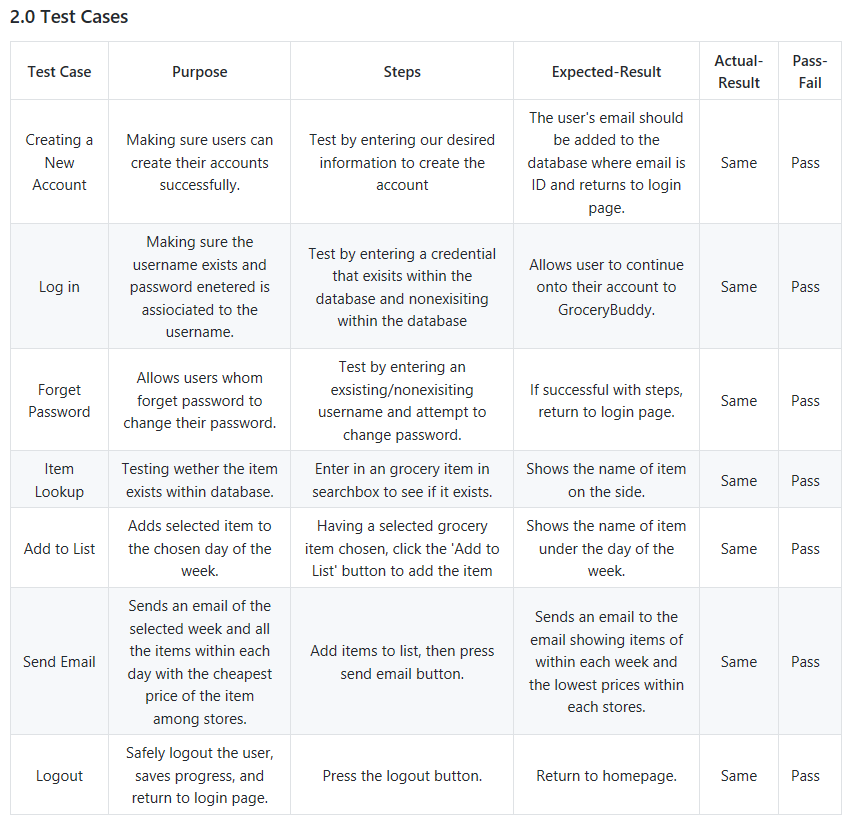 2.0 Test Cases
Test Case
Purpose
Steps
Expected-Result
Actual-
Result
Pass-
Fail
Creating a
New
Account
Making sure users can
create their accounts
successfully.
Test by entering our desired
information to create the
account
The user's email should
be added to the
database where email is
ID and returns to login
page.
Same
Pass
Log in
Making sure the
username exists and
password enetered is
assiociated to the
username.
Test by entering a credential
that exisits within the
database and nonexisiting
within the database
Allows user to continue
onto their account to
GroceryBuddy.
Same
Pass
Forget
Password
Allows users whom
forget password to
change their password.
Test by entering an
exsisting/nonexisiting
username and attempt to
change password.
If successful with steps,
return to login page.
Same
Pass
Item
Lookup
Testing wether the item
exists within database.
Enter in an grocery item in
searchbox to see if it exists.
Shows the name of item
on the side.
Same
Pass
Add to List
Adds selected item to
the chosen day of the
week.
Having a selected grocery
item chosen, click the 'Add to
List' button to add the item
Shows the name of item
under the day of the
week.
Same
Pass
Send Email
Sends an email of the
selected week and all
the items within each
day with the cheapest
price of the item
among stores.
Add items to list, then press
send email button.
Sends an email to the
email showing items of
within each week and
the lowest prices within
each stores.
Same
Pass
Logout
Safely logout the user,
saves progress, and
return to login page.
Press the logout button.
Return to homepage.
Same
Pass